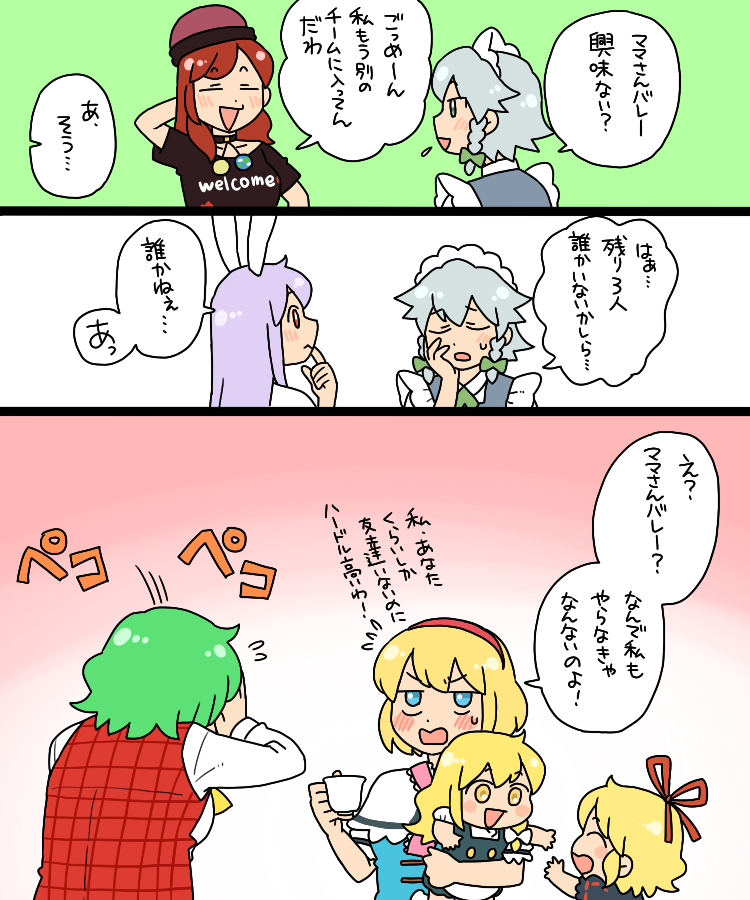 ママさんバレー
興味ない？
ごっめーん
私もう別の
チームに入ってん
だわ
welcome
あ、
そう…
はぁ…
残り3人
誰かいないかしら…
誰かねぇ…
あっ
え？
ママさんバレー？
なんで私も
やらなきゃ
なんないのよ！
私、あなた
くらいしか
友達いないのに
ハードル高いわー！
ペコ
ペコ